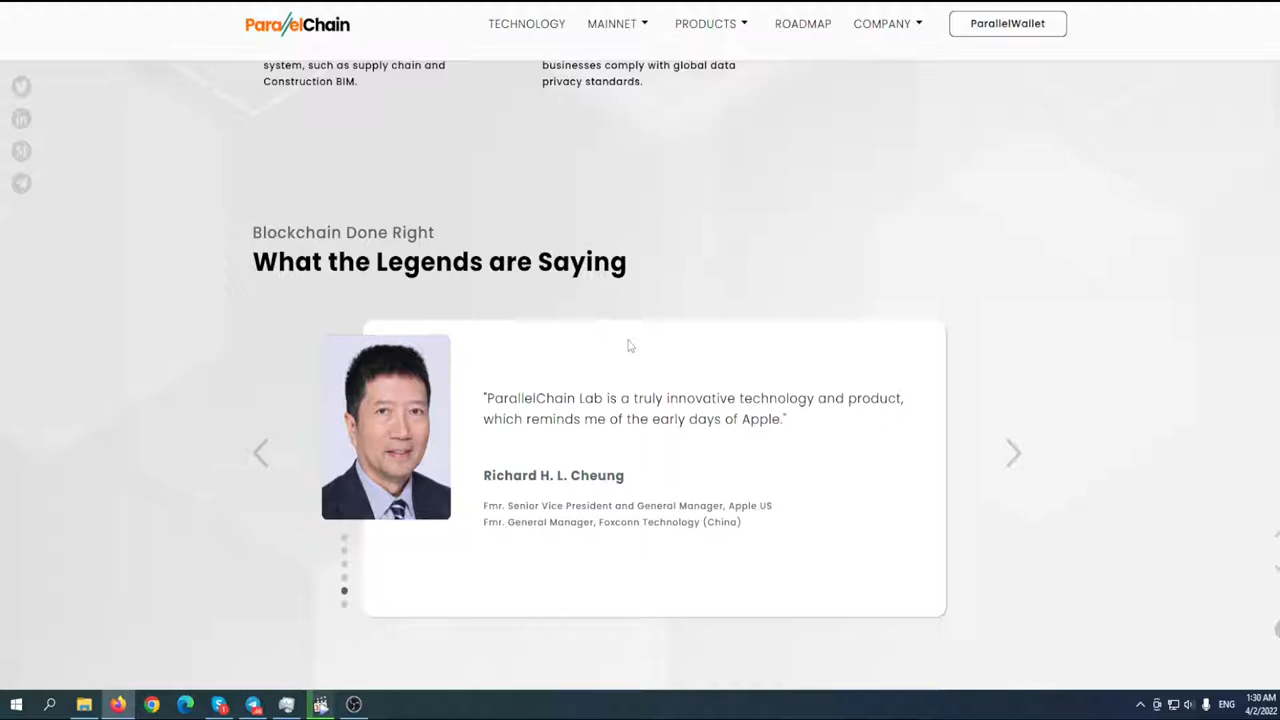 ParallelChain
TECHNOLOGY
MAINNET
PRODUCTS
ROADMAP
COMPANY
ParallelWallet
system, such as supply chain and
Construction BIM.
businesses comply with global data
privacy standards.
Blockchain Done Right
What the Legends are Saying
"ParallelChain Lab is a truly innovative technology and product,
which reminds me of the early days of Apple."
Richard H. L. Cheung
Fmr. Senior Vice President and General Manager, Apple US
Fmr. General Manager, Foxconn Technology (China)
ENG
1:30 AM
4/2/2022